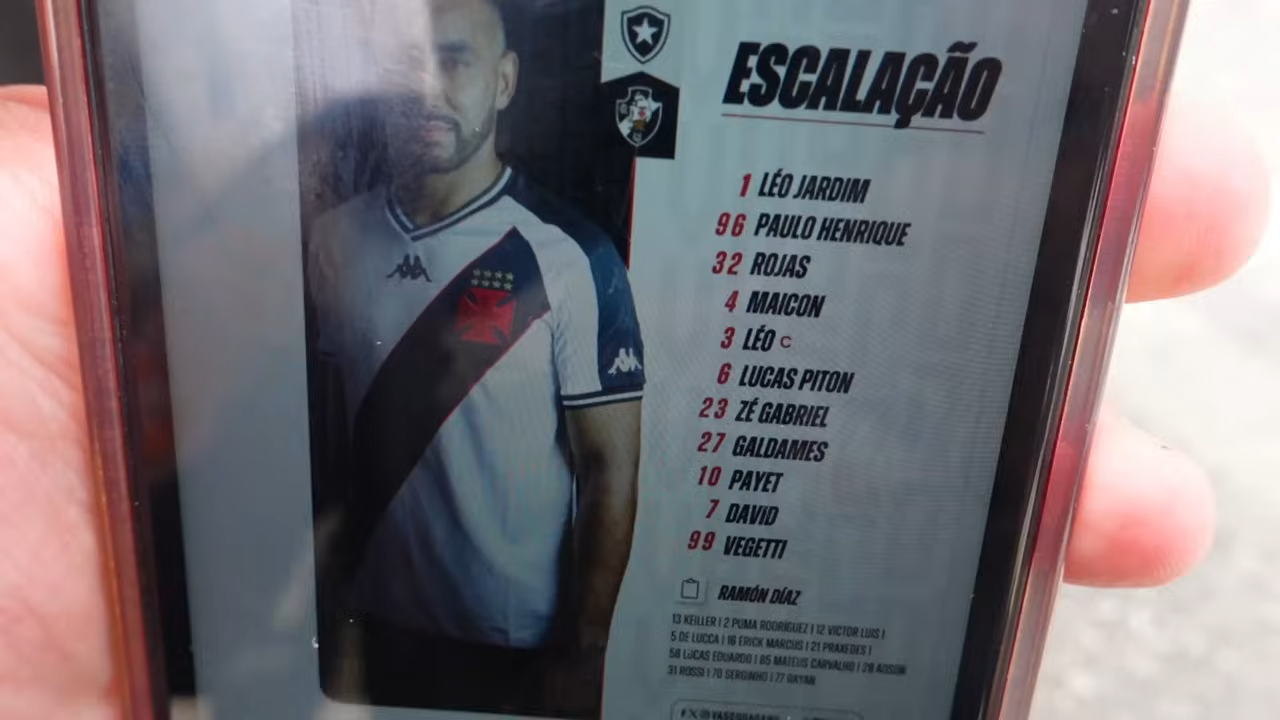 ESCALAÇÃO
1 LÉO JARDIM
96 PAULO HENRIQUE
32 ROJAS
4 MAICON
3 LÉO C
6 LUCAS PITON
23 ZÉ GABRIEL
27 GALDAMES
10 PAYET
7 DAVID
99 VEGETTI
RAMÓN DÍAZ
13 KEILLER | 2 PUMA RODRÍGUEZ | 12 VICTOR LUIS |
5 DE LUCCA | 16 ERICK MARCUS | 21 PRAXEDES |
58 LUCAS EDUARDO | 85 MATEUS CARVALHO | 28 ADSON
31 ROSSI | 70 SERGINHO | 77 RAYAN